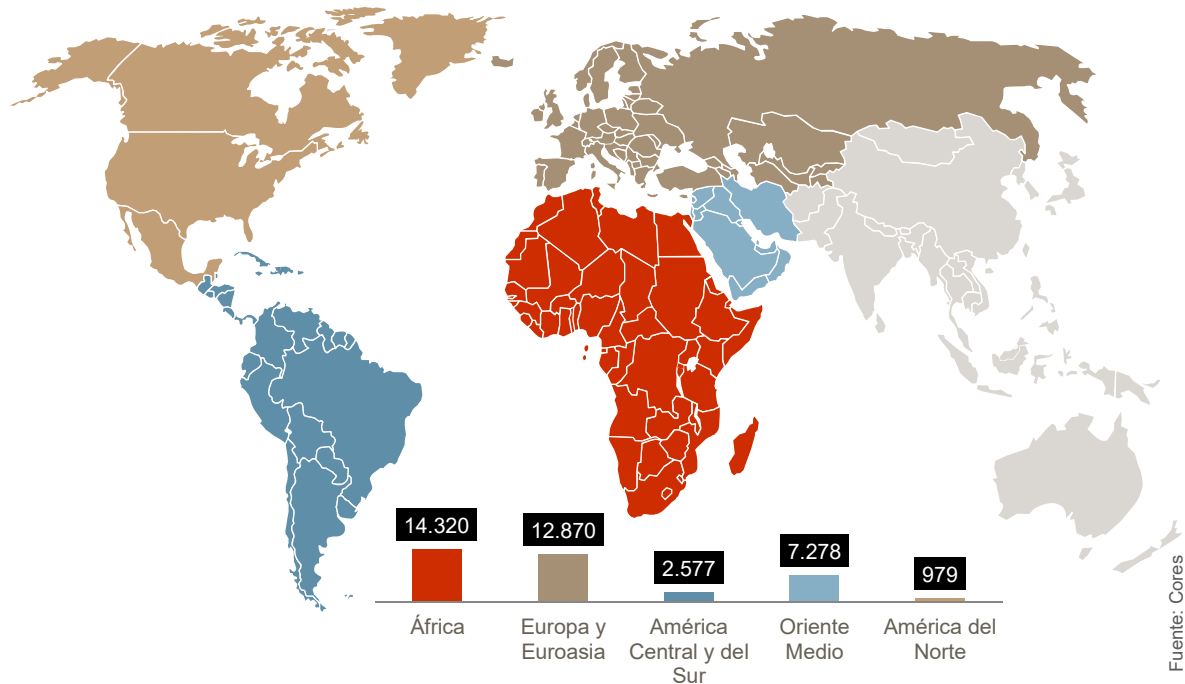 14.320
12.870
2.577
7.278
979
África
Europa y
Euroasia
América
Central y del
Sur
Oriente
Medio
América del
Norte
Fuente: Cores